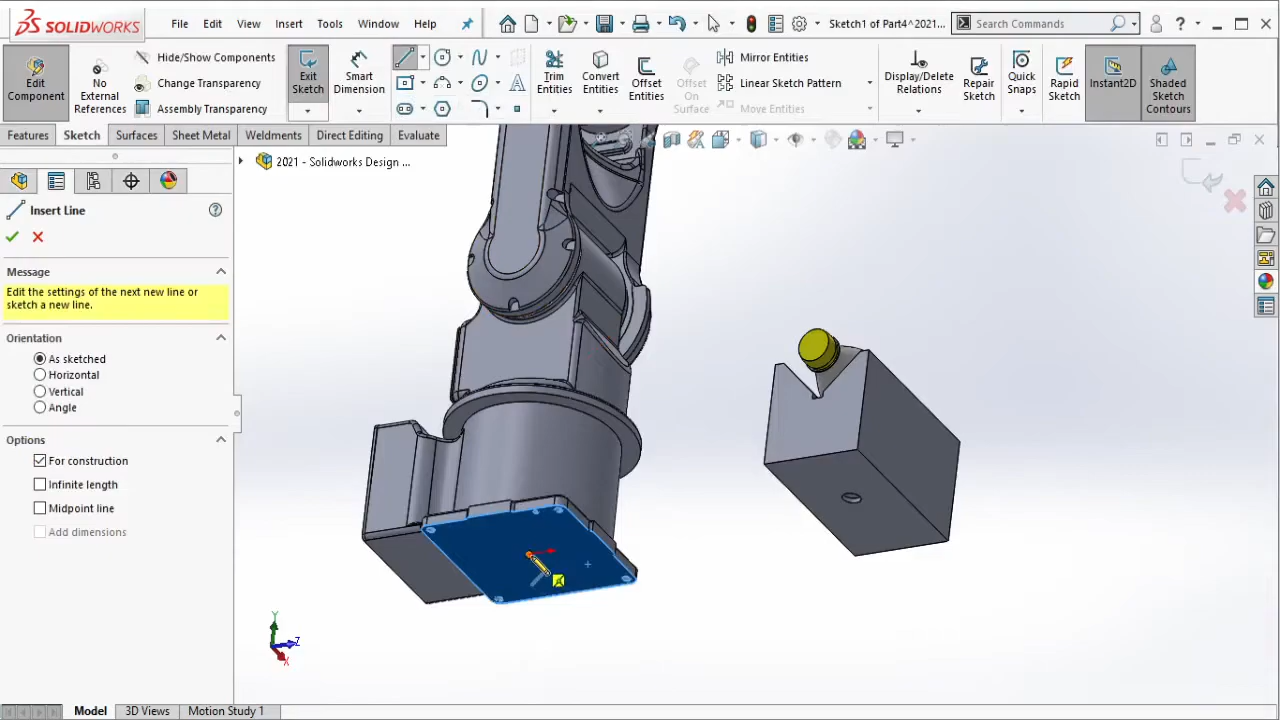 SOLIDWORKS
File Edit View Insert Tools Window Help
Sketch1 of Part4^2021...
Search Commands
?
Edit Component
No External References
Hide/Show Components
Change Transparency
Assembly Transparency
Exit Sketch
Smart Dimension
Trim Entities
Convert Entities
Offset Entities
Offset On Surface
Mirror Entities
Linear Sketch Pattern
Move Entities
Display/Delete Relations
Repair Sketch
Quick Snaps
Rapid Sketch
Instant2D
Shaded Sketch Contours
Features Sketch Surfaces Sheet Metal Weldments Direct Editing Evaluate
2021 - Solidworks Design ...
Insert Line
?
Message
Edit the settings of the next new line or
sketch a new line.
Orientation
As sketched
Horizontal
Vertical
Angle
Options
For construction
Infinite length
Midpoint line
Add dimensions
Y
Z
X
Model 3D Views Motion Study 1